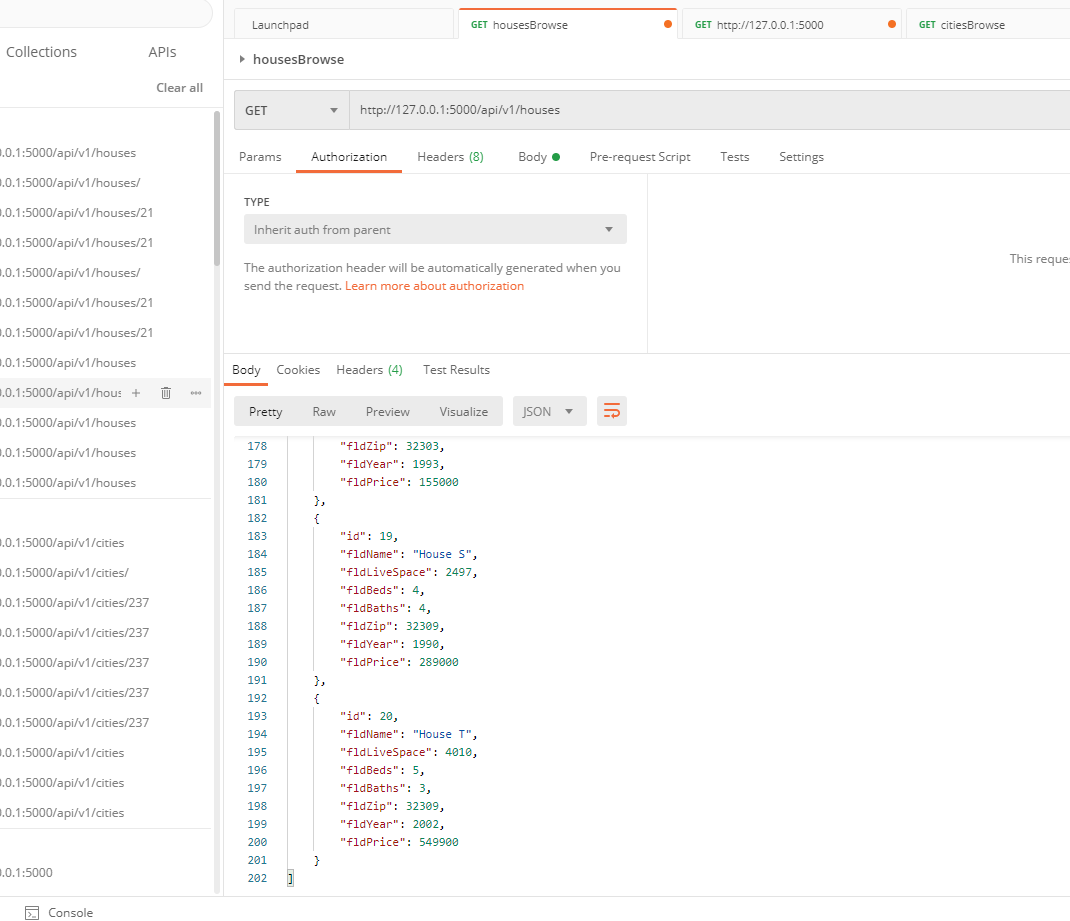 Collections
APIs
Clear all
0.0.1:5000/api/v1/houses
0.0.1:5000/api/v1/houses/
0.0.1:5000/api/v1/houses/21
0.0.1:5000/api/v1/houses/21
0.0.1:5000/api/v1/houses/
0.0.1:5000/api/v1/houses/21
0.0.1:5000/api/v1/houses/21
0.0.1:5000/api/v1/houses
0.0.1:5000/api/v1/hous
0.0.1:5000/api/v1/houses
0.0.1:5000/api/v1/houses
0.0.1:5000/api/v1/houses
0.0.1:5000/api/v1/cities
0.0.1:5000/api/v1/cities/
0.0.1:5000/api/v1/cities/237
0.0.1:5000/api/v1/cities/237
0.0.1:5000/api/v1/cities/237
0.0.1:5000/api/v1/cities/237
0.0.1:5000/api/v1/cities/237
0.0.1:5000/api/v1/cities
0.0.1:5000/api/v1/cities
0.0.1:5000/api/v1/cities
0.0.1:5000
Launchpad
GET housesBrowse
GET http://127.0.0.1:5000
GET citiesBrowse
housesBrowse
GET http://127.0.0.1:5000/api/v1/houses
Params Authorization Headers (8) Body Pre-request Script Tests Settings
TYPE
Inherit auth from parent
The authorization header will be automatically generated when you
send the request. Learn more about authorization
This reque
Body Cookies Headers (4) Test Results
Pretty Raw Preview Visualize JSON
178 "fldZip": 32303,
179 "fldYear": 1993,
180 "fldPrice": 155000
181 },
182 {
183 "id": 19,
184 "fldName": "House S",
185 "fldLiveSpace": 2497,
186 "fldBeds": 4,
187 "fldBaths": 4,
188 "fldZip": 32309,
189 "fldYear": 1990,
190 "fldPrice": 289000
191 },
192 {
193 "id": 20,
194 "fldName": "House T",
195 "fldLiveSpace": 4010,
196 "fldBeds": 5,
197 "fldBaths": 3,
198 "fldZip": 32309,
199 "fldYear": 2002,
200 "fldPrice": 549900
201 }
202 ]
Console